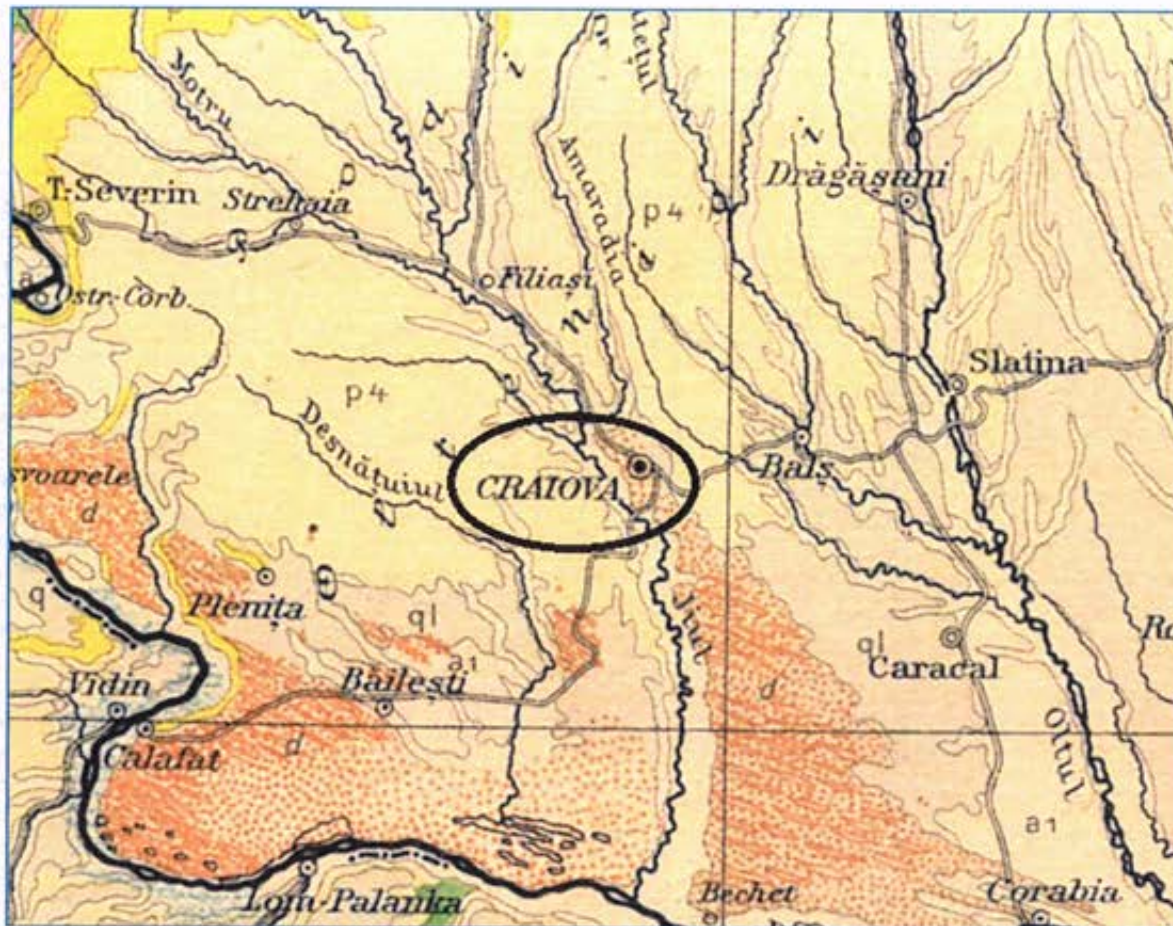 Motru
Amaradia
T.-Severin
Strehaia
p4
Drăgășani
Filiași
Ostr.-Corb.
Slatina
p4
Desnățuiul
CRAIOVA
Balș
d
Plenița
q
ql
Jiul
ql
Caracal
Vidin
a1
Băilești
d
d
Calafat
Oltul
a1
Lom-Palanka
Bechet
Corabia